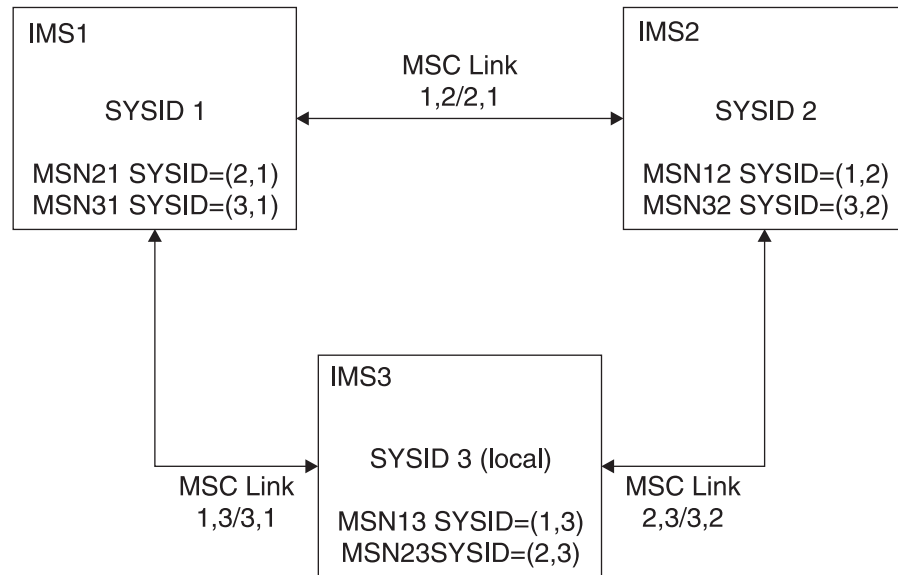 IMS1
SYSID 1
MSN21 SYSID=(2,1)
MSN31 SYSID=(3,1)
MSC Link
1,2/2,1
IMS2
SYSID 2
MSN12 SYSID=(1,2)
MSN32 SYSID=(3,2)
MSC Link
1,3/3,1
IMS3
SYSID 3 (local)
MSN13 SYSID=(1,3)
MSN23SYSID=(2,3)
MSC Link
2,3/3,2